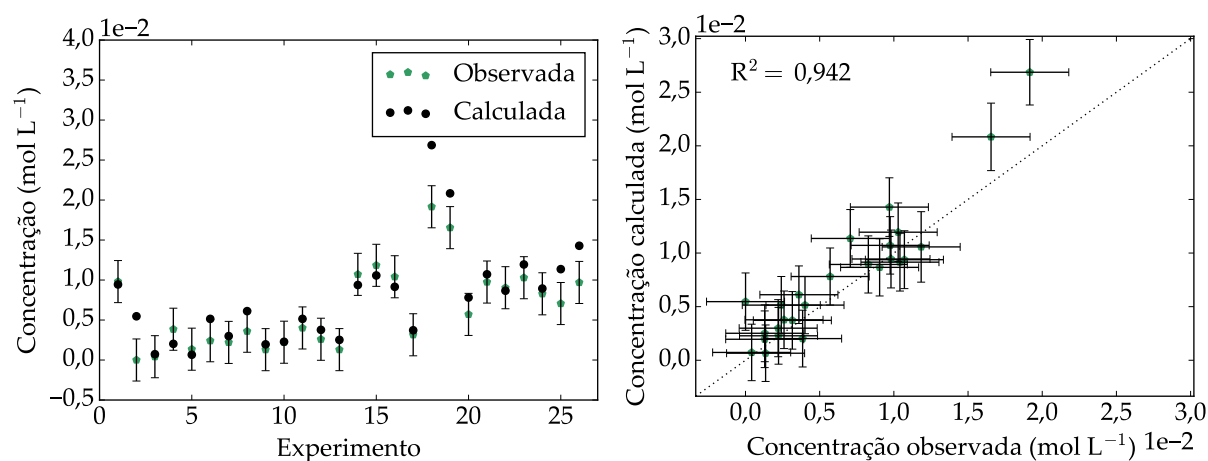 1e−2
4,0
3,5
3,0
2,5
2,0
1,5
1,0
0,5
0,0
−0,5
Concentração (mol L⁻¹)
Observada
Calculada
0 5 10 15 20 25
Experimento
1e−2
3,0
2,5
2,0
1,5
1,0
0,5
0,0
Concentração calculada (mol L⁻¹)
R² = 0,942
0,0 0,5 1,0 1,5 2,0 2,5 3,0
Concentração observada (mol L⁻¹) 1e−2